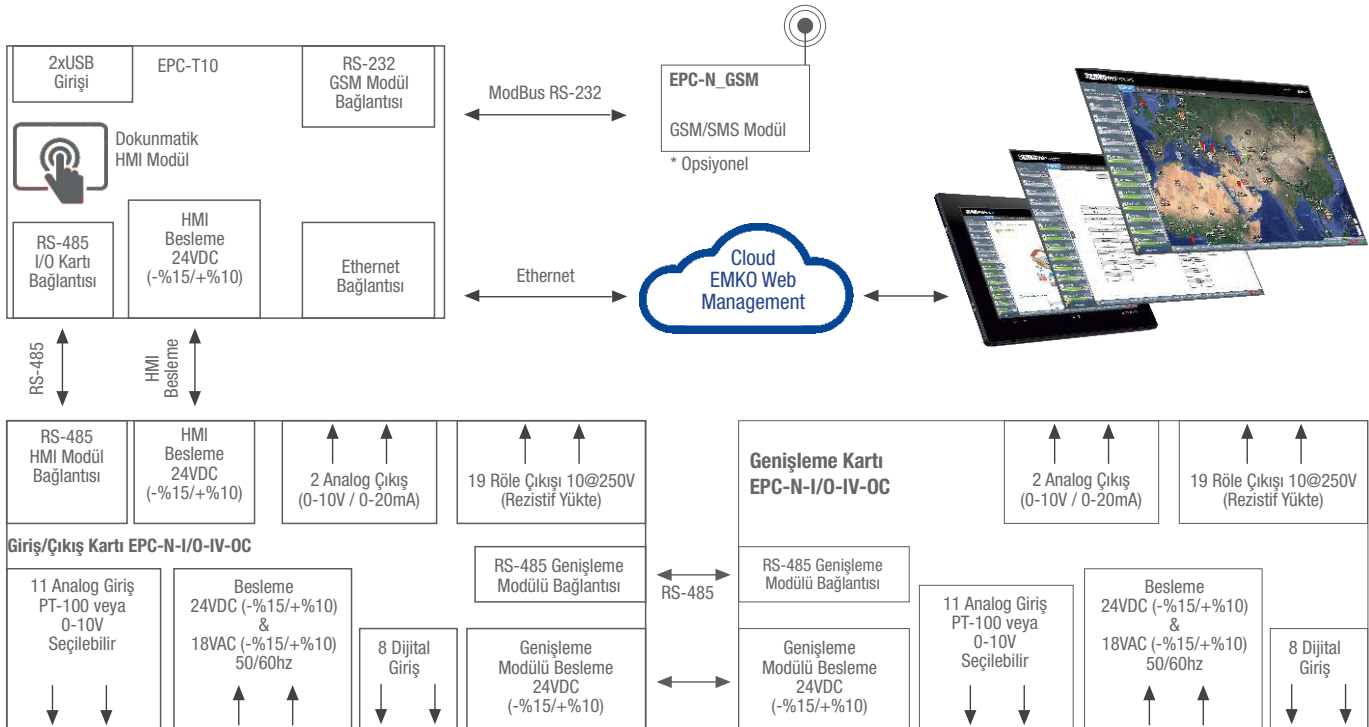 2xUSB
Girişi
EPC-T10
RS-232
GSM Modül
Bağlantısı
Dokunmatik
HMI Modül
RS-485
I/O Kartı
Bağlantısı
HMI
Besleme
24VDC
(-%15/+%10)
Ethernet
Bağlantısı
ModBus RS-232
EPC-N_GSM
GSM/SMS Modül
* Opsiyonel
Ethernet
Cloud
EMKO Web
Management
RS-485
HMI
Besleme
RS-485
HMI Modül
Bağlantısı
HMI
Besleme
24VDC
(-%15/+%10)
2 Analog Çıkış
(0-10V / 0-20mA)
19 Röle Çıkışı 10@250V
(Rezistif Yükte)
Giriş/Çıkış Kartı EPC-N-I/O-IV-OC
RS-485 Genişleme
Modülü Bağlantısı
11 Analog Giriş
PT-100 veya
0-10V
Seçilebilir
Besleme
24VDC (-%15/+%10)
&
18VAC (-%15/+%10)
50/60hz
8 Dijital
Giriş
Genişleme
Modülü Besleme
24VDC
(-%15/+%10)
RS-485
Genişleme Kartı
EPC-N-I/O-IV-OC
2 Analog Çıkış
(0-10V / 0-20mA)
19 Röle Çıkışı 10@250V
(Rezistif Yükte)
RS-485 Genişleme
Modülü Bağlantısı
Genişleme
Modülü Besleme
24VDC
(-%15/+%10)
11 Analog Giriş
PT-100 veya
0-10V
Seçilebilir
Besleme
24VDC (-%15/+%10)
&
18VAC (-%15/+%10)
50/60hz
8 Dijital
Giriş